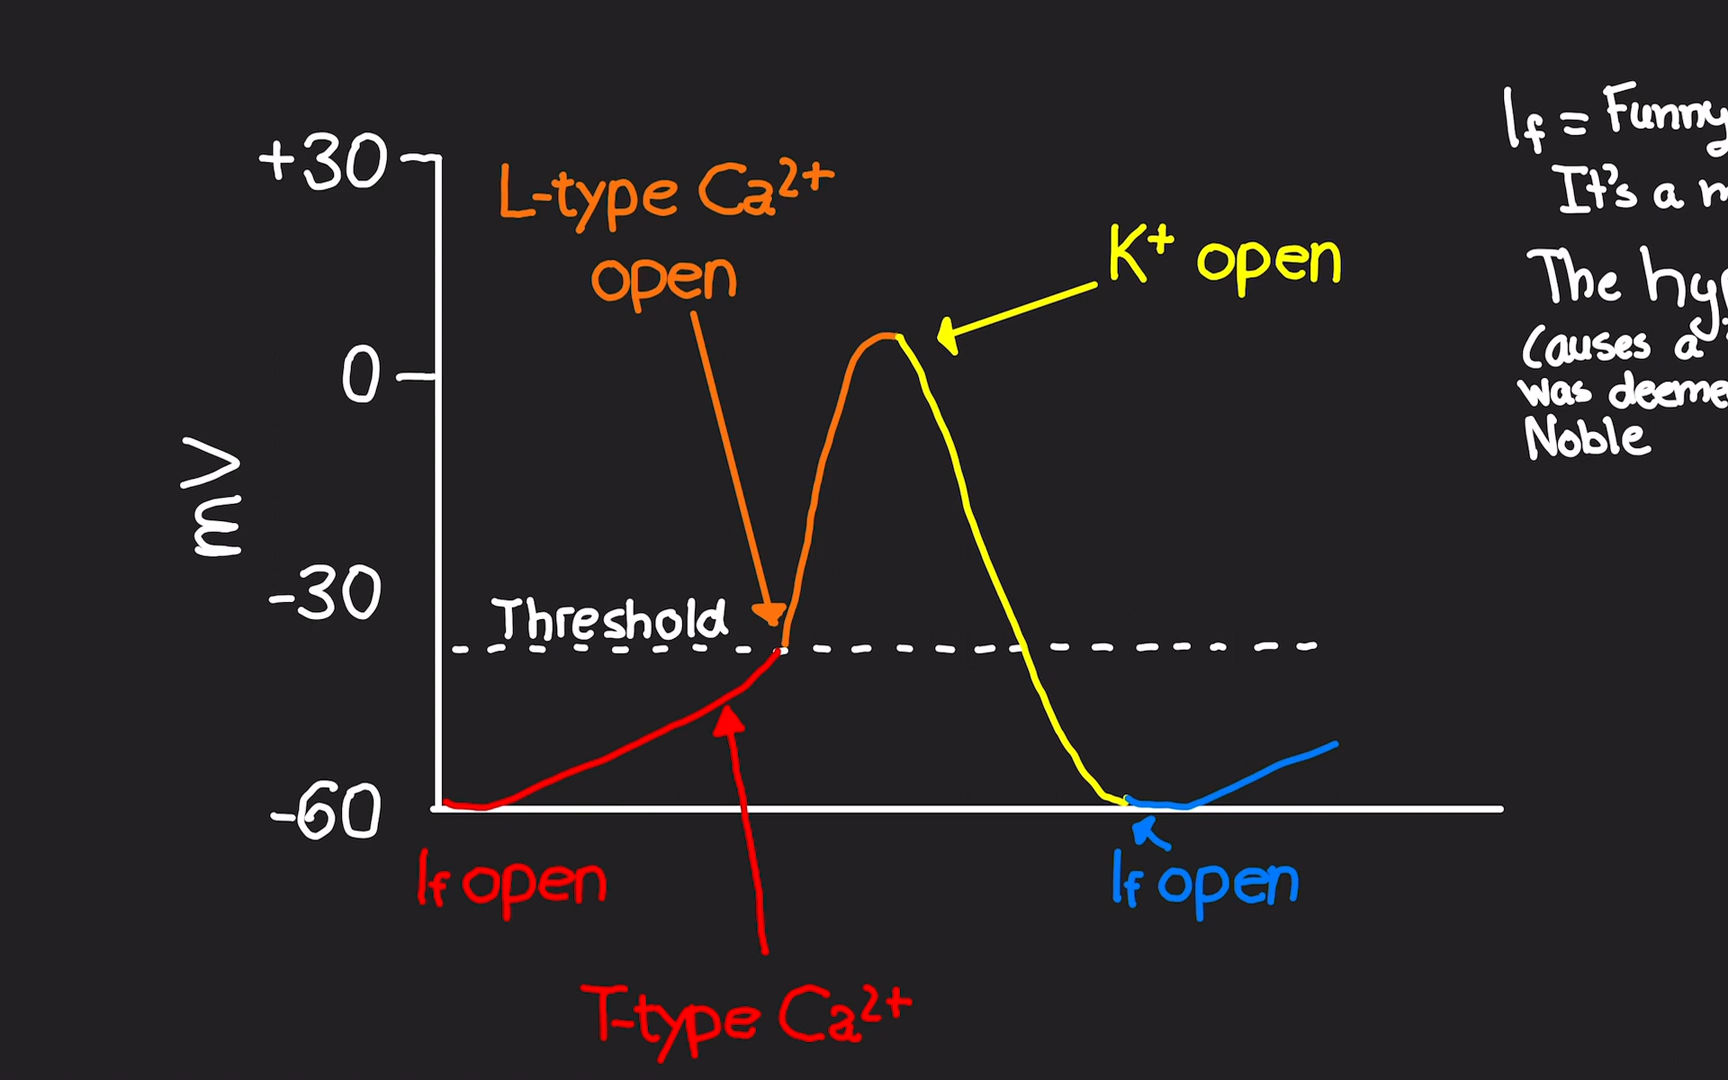 +30
0
-30
-60
mV
L-type Ca²⁺
open
K⁺ open
Threshold
If open
T-type Ca²⁺
If open
If = Funny
It's a
The
Causes a
was
Noble